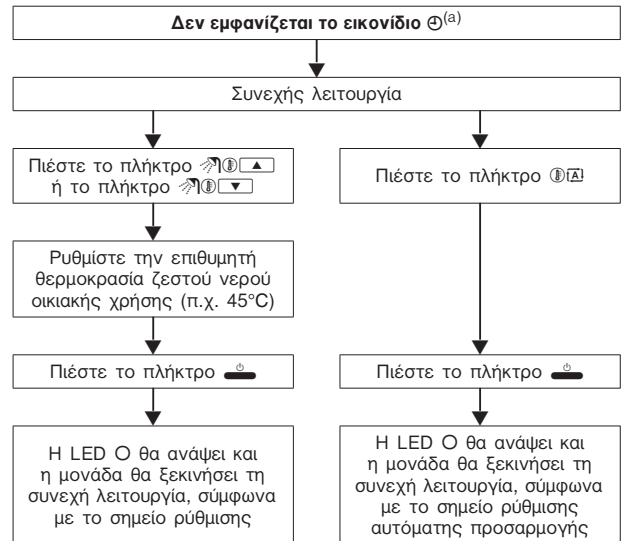 Δεν εμφανίζεται το εικονίδιο (a)
Συνεχής λειτουργία
Πιέστε το πλήκτρο
ή το πλήκτρο
Ρυθμίστε την επιθυμητή
θερμοκρασία ζεστού νερού
οικιακής χρήσης (π.χ. 45°C)
Πιέστε το πλήκτρο
Η LED Ο θα ανάψει και
η μονάδα θα ξεκινήσει τη
συνεχή λειτουργία, σύμφωνα
με το σημείο ρύθμισης
Πιέστε το πλήκτρο A
Πιέστε το πλήκτρο
Η LED Ο θα ανάψει και
η μονάδα θα ξεκινήσει τη
συνεχή λειτουργία, σύμφωνα
με το σημείο ρύθμισης
αυτόματης προσαρμογής